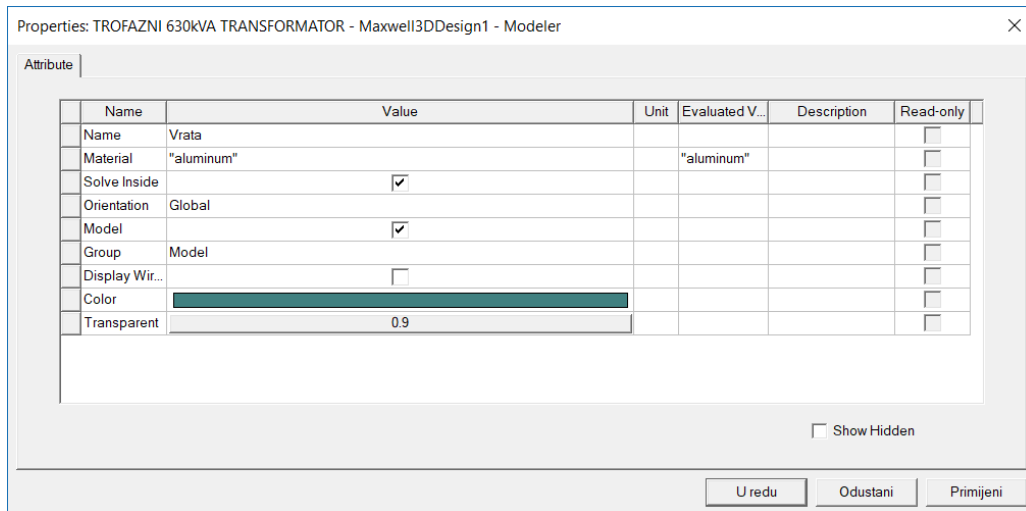 Properties: TROFAZNI 630kVA TRANSFORMATOR - Maxwell3DDesign1 - Modeler
Attribute
Name Value Unit Evaluated V... Description Read-only
Name Vrata
Material "aluminum" "aluminum"
Solve Inside
Orientation Global
Model
Group Model
Display Wir...
Color
Transparent 0.9
Show Hidden
U redu Odustani Primijeni